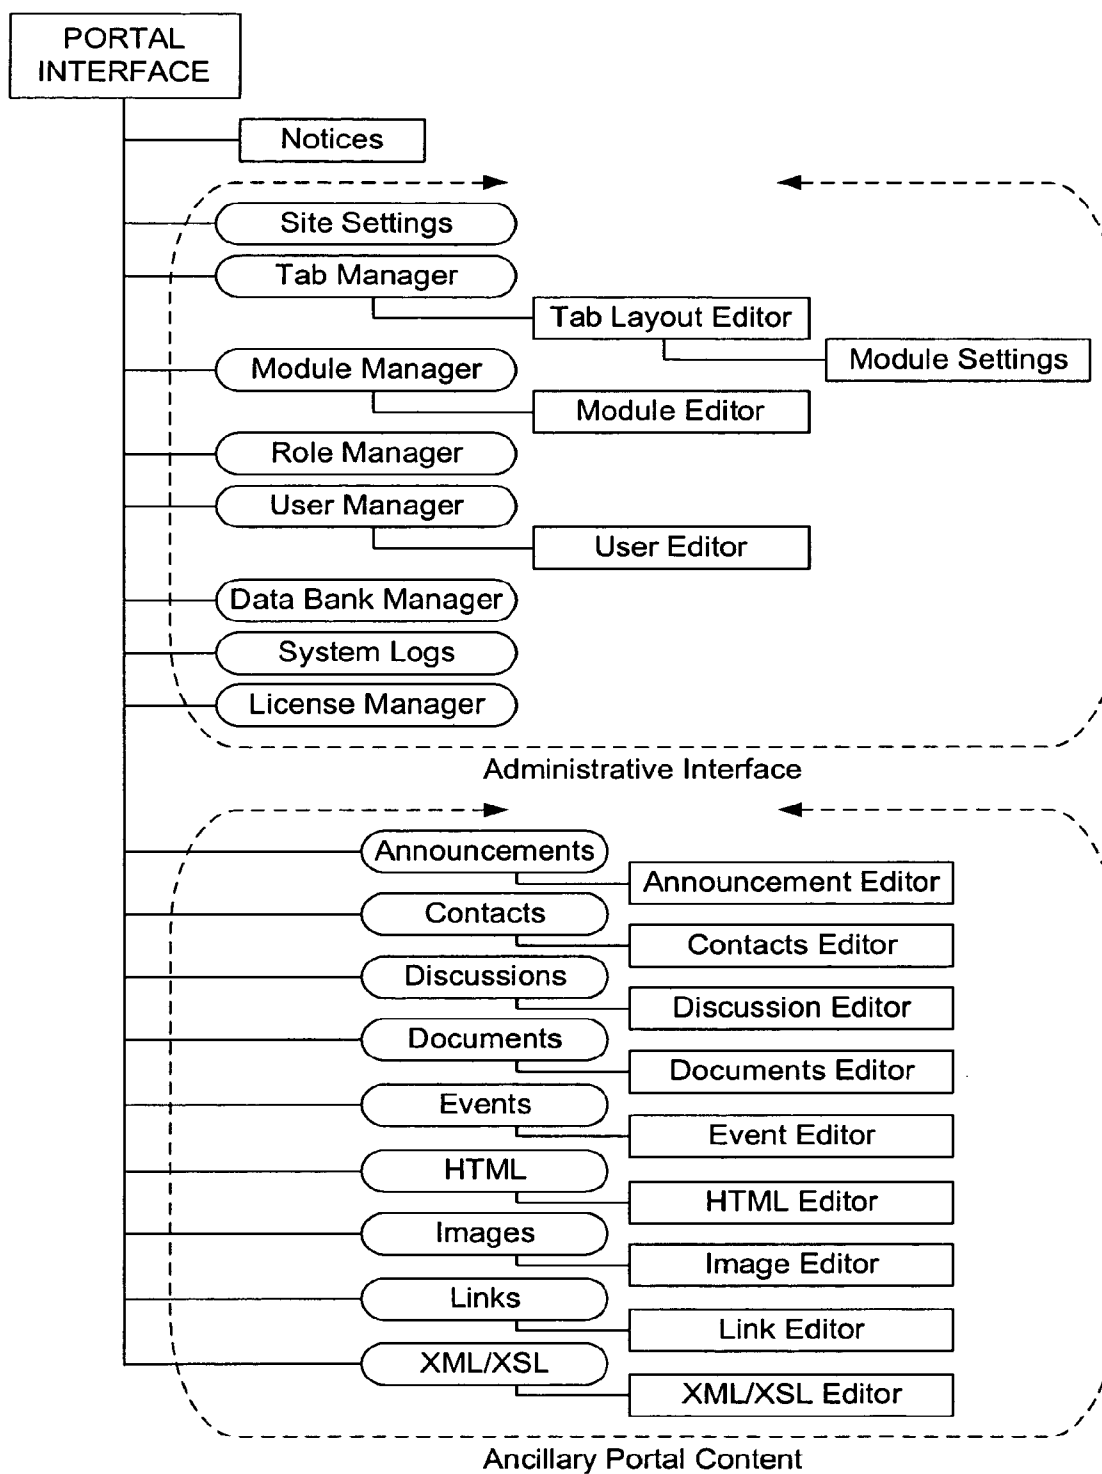 PORTAL
INTERFACE
Notices
Site Settings
Tab Manager
Tab Layout Editor
Module Settings
Module Manager
Module Editor
Role Manager
User Manager
User Editor
Data Bank Manager
System Logs
License Manager
Administrative Interface
Announcements
Announcement Editor
Contacts
Contacts Editor
Discussions
Discussion Editor
Documents
Documents Editor
Events
Event Editor
HTML
HTML Editor
Images
Image Editor
Links
Link Editor
XML/XSL
XML/XSL Editor
Ancillary Portal Content